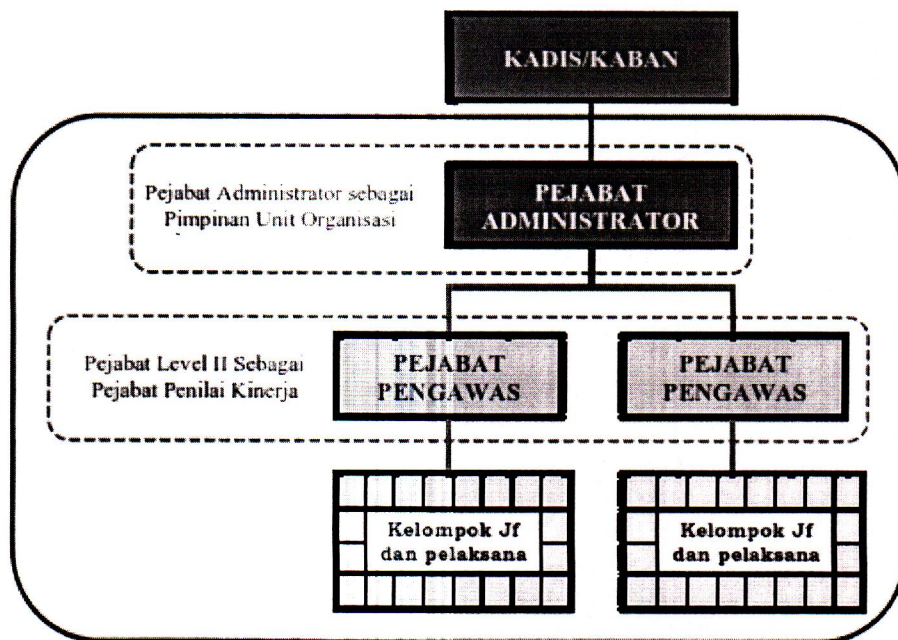 KADIS/KABAN
Pejabat Administrator sebagai
Pimpinan Unit Organisasi
PEJABAT
ADMINISTRATOR
Pejabat Level II Sebagai
Pejabat Penilai Kinerja
PEJABAT
PENGAWAS
PEJABAT
PENGAWAS
Kelompok Jf
dan pelaksana
Kelompok Jf
dan pelaksana